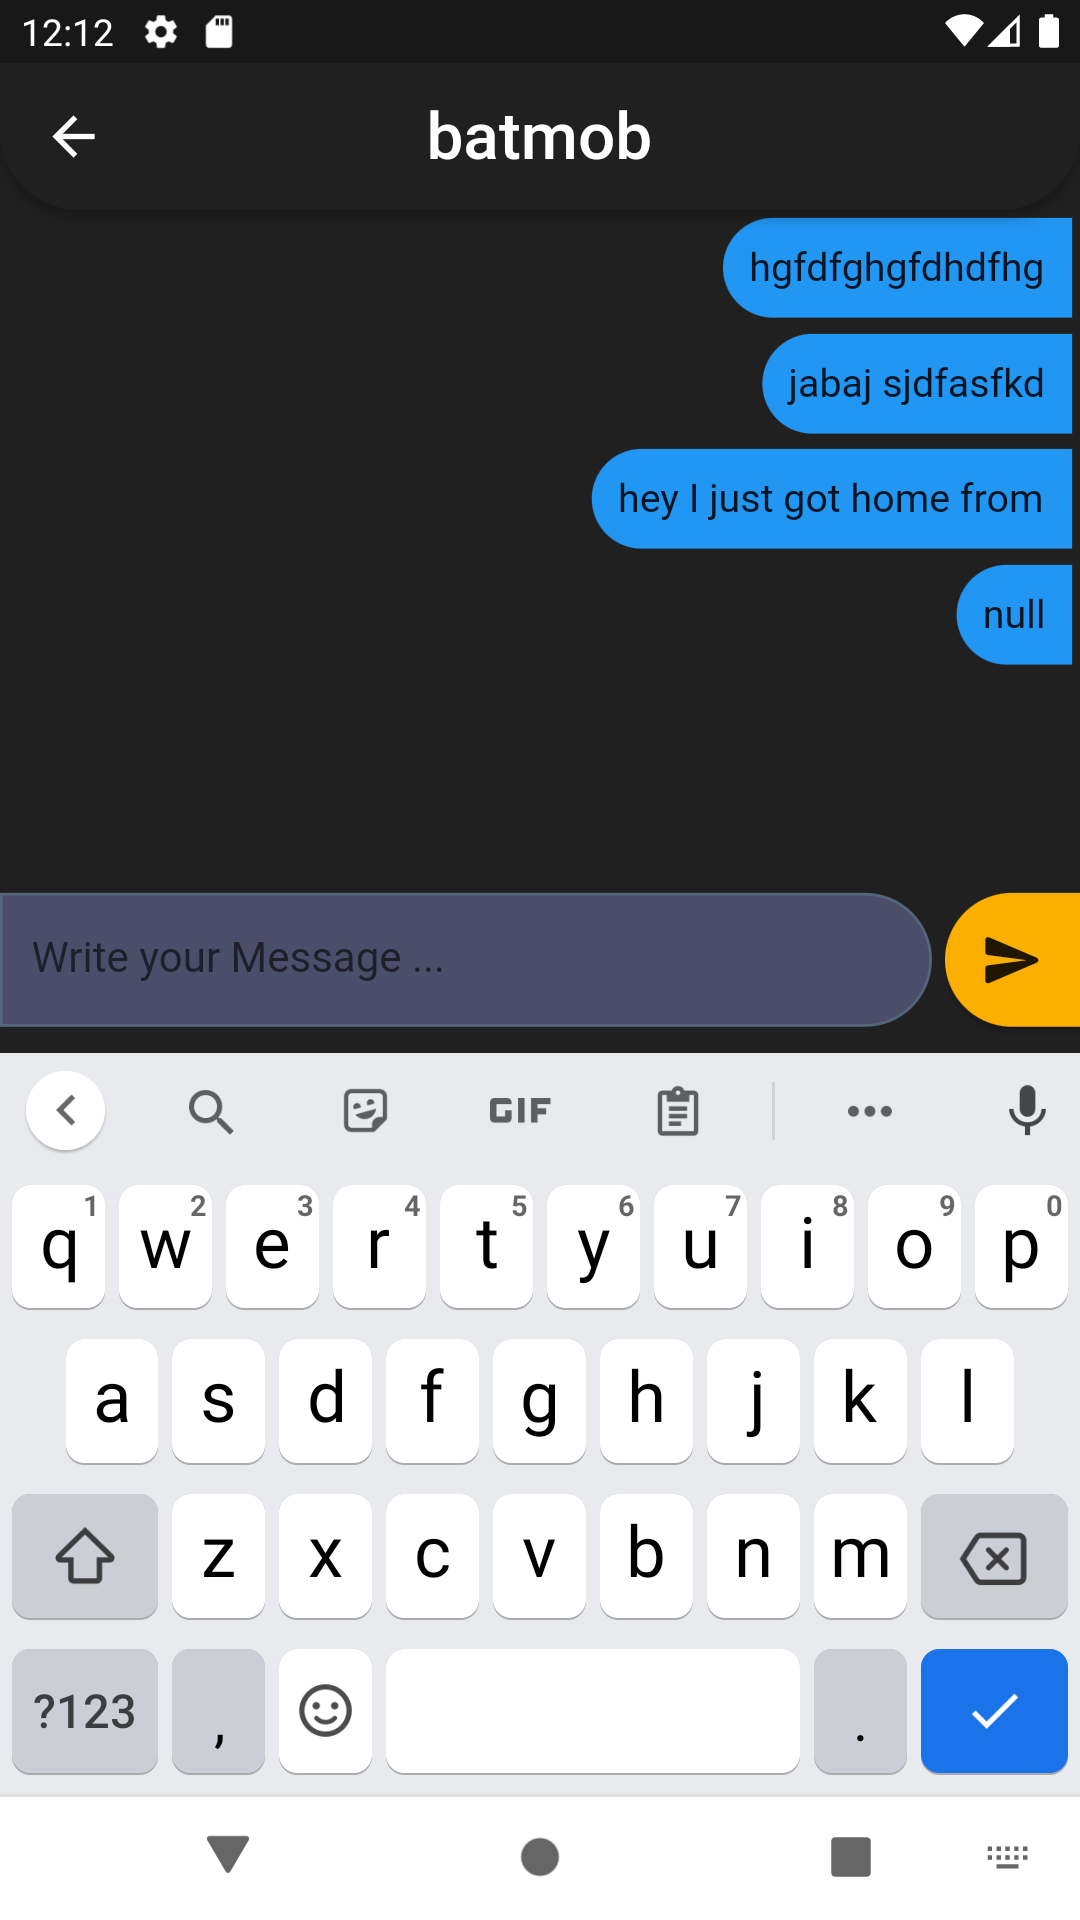 12:12
batmob
hgfdfghgfdhdfhg
jabaj sjdfasfkd
hey I just got home from
null
Write your Message ...
GIF
q 1 w 2 e 3 r 4 t 5 y 6 u 7 i 8 o 9 p 0
a s d f g h j k l
z x c v b n m
?123 , .